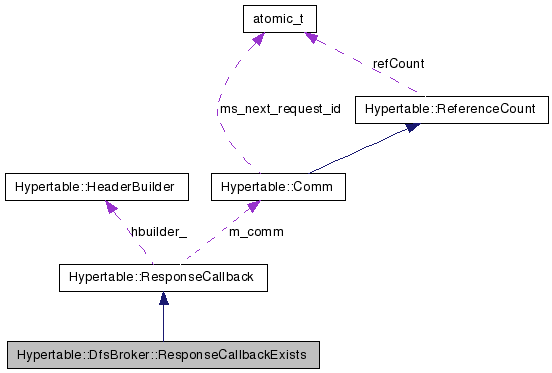 atomic_t
refCount
ms_next_request_id
Hypertable::ReferenceCount
Hypertable::HeaderBuilder
Hypertable::Comm
hbuilder_
m_comm
Hypertable::ResponseCallback
Hypertable::DfsBroker::ResponseCallbackExists